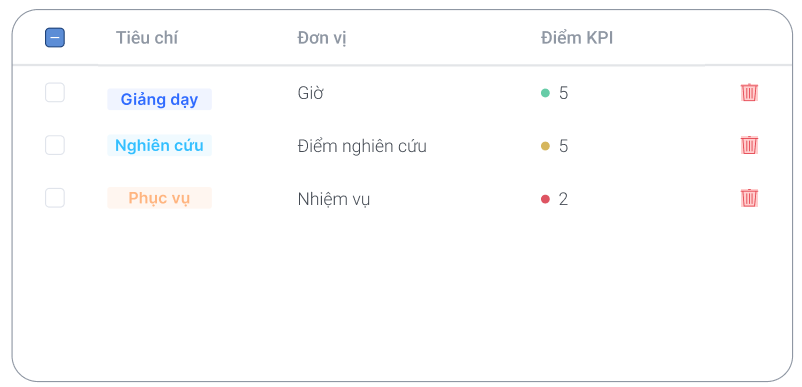 Tiêu chí Đơn vị Điểm KPI
Giảng dạy Giờ 5
Nghiên cứu Điểm nghiên cứu 5
Phục vụ Nhiệm vụ 2